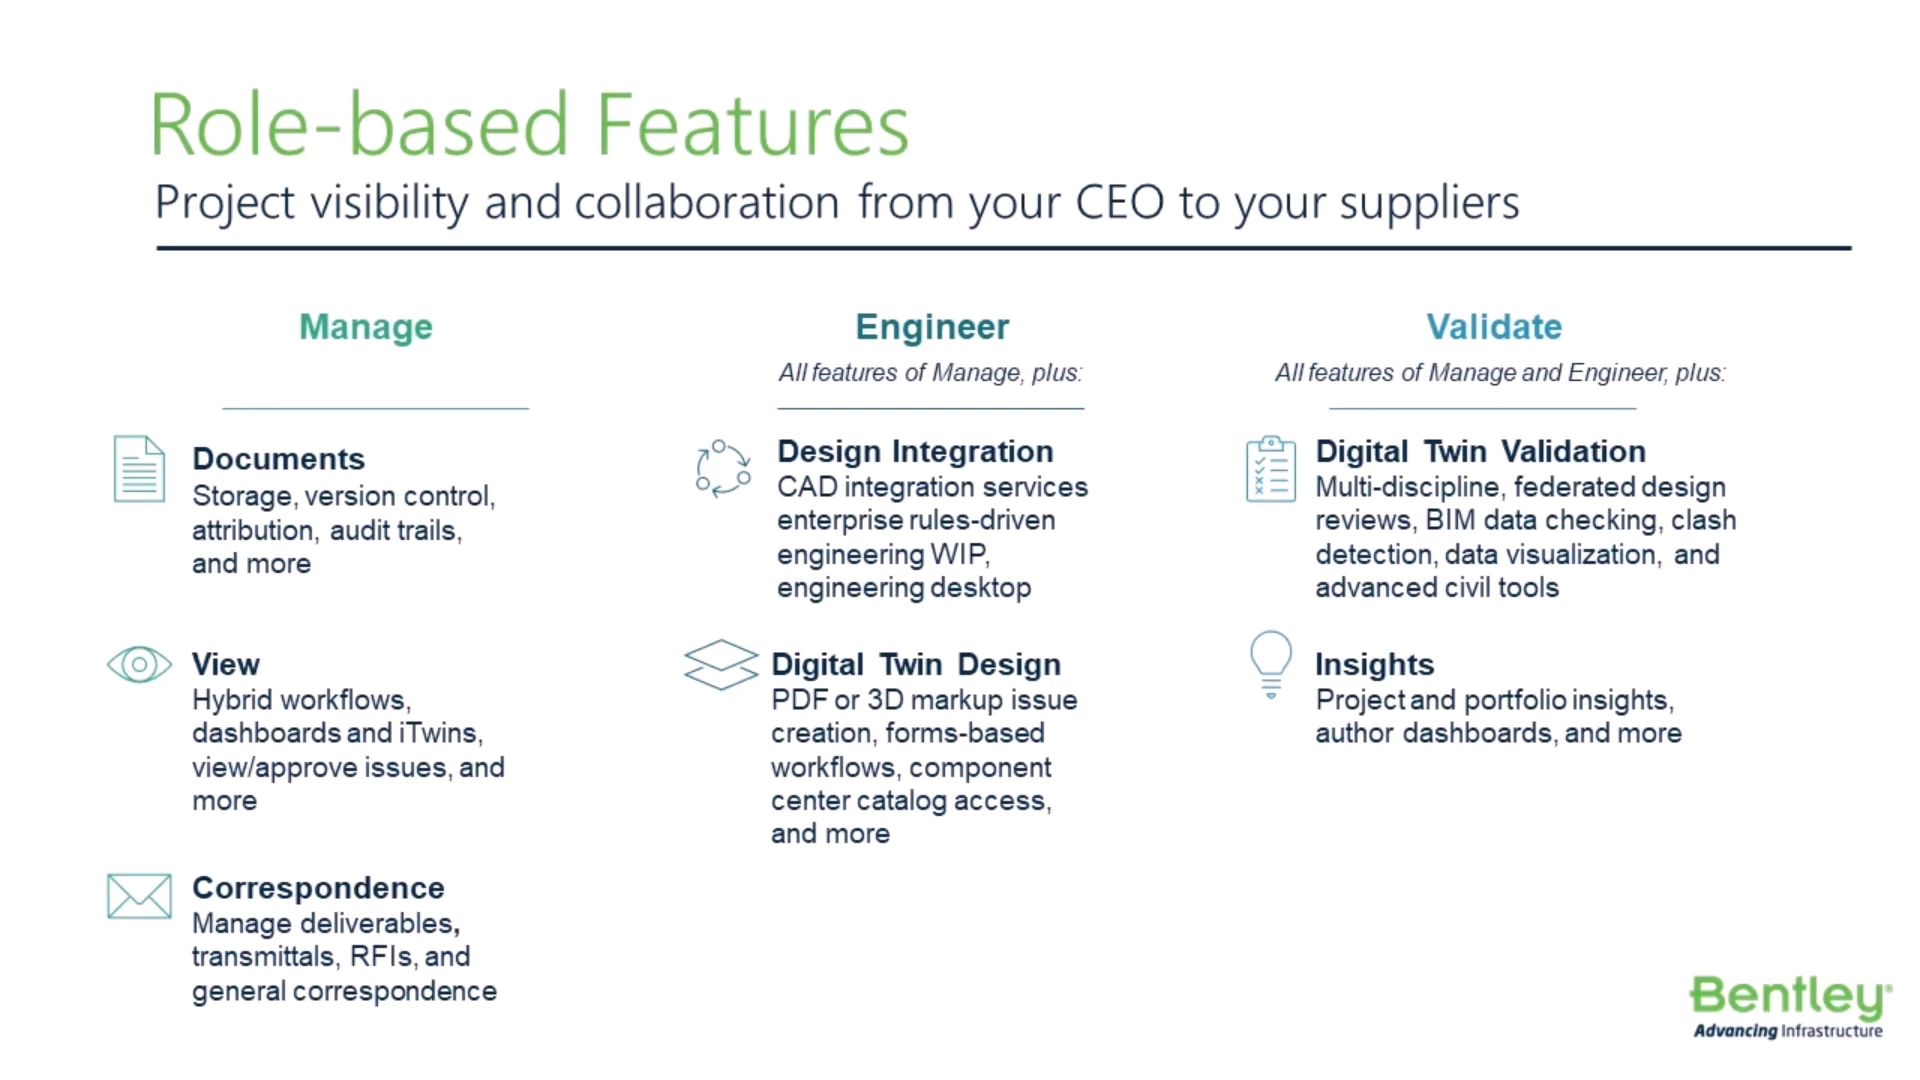 Role-based Features
Project visibility and collaboration from your CEO to your suppliers
Manage
Documents
Storage, version control,
attribution, audit trails,
and more
View
Hybrid workflows,
dashboards and iTwins,
view/approve issues, and
more
Correspondence
Manage deliverables,
transmittals, RFIs, and
general correspondence
Engineer
All features of Manage, plus:
Design Integration
CAD integration services
enterprise rules-driven
engineering WIP,
engineering desktop
Digital Twin Design
PDF or 3D markup issue
creation, forms-based
workflows, component
center catalog access,
and more
Validate
All features of Manage and Engineer, plus:
Digital Twin Validation
Multi-discipline, federated design
reviews, BIM data checking, clash
detection, data visualization, and
advanced civil tools
Insights
Project and portfolio insights,
author dashboards, and more
Bentley®
Advancing Infrastructure